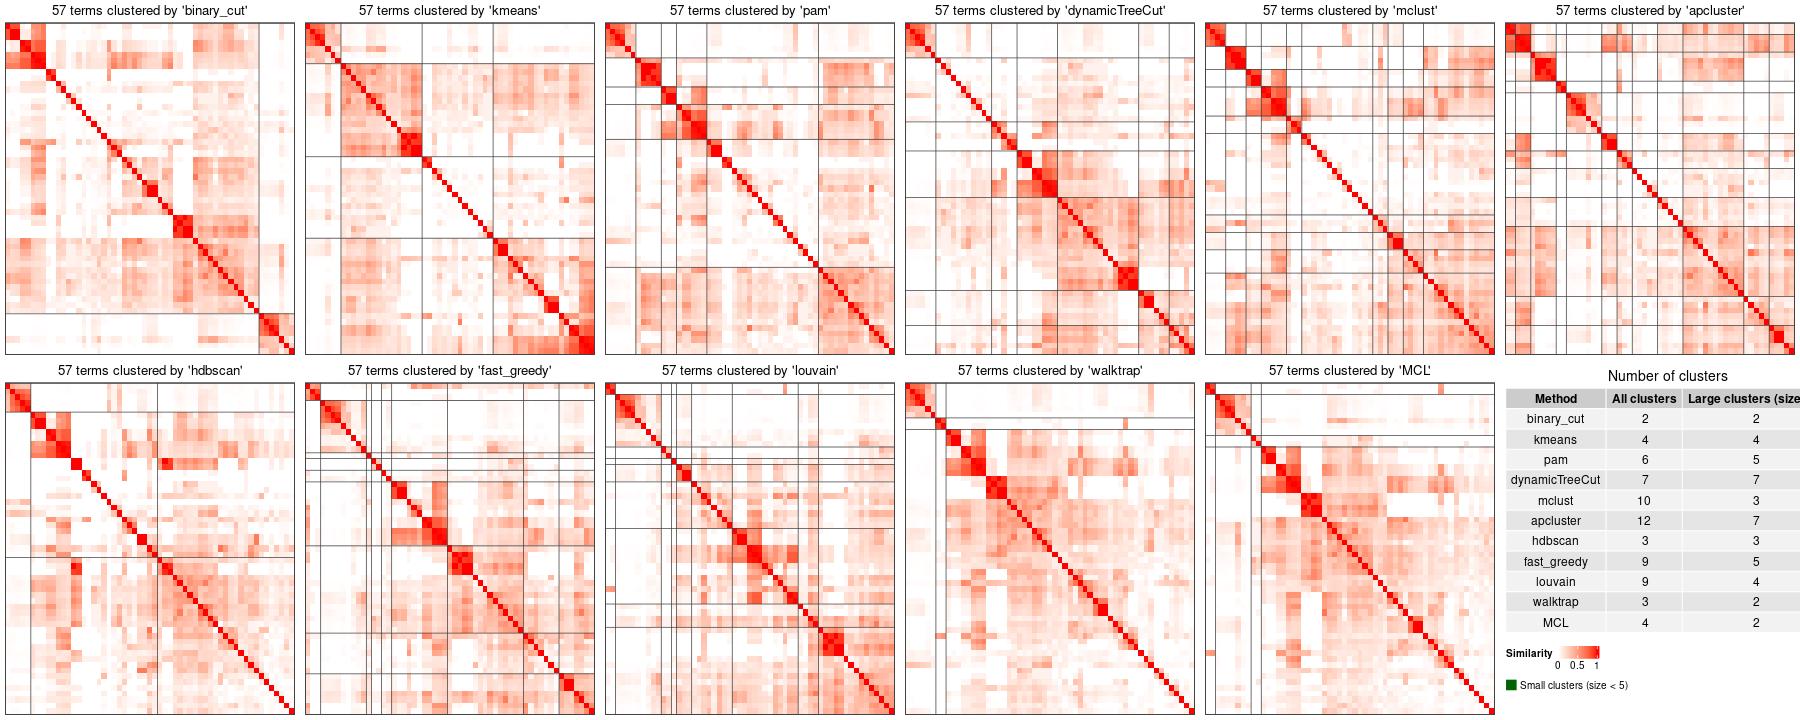 57 terms clustered by 'binary_cut'
57 terms clustered by 'kmeans'
57 terms clustered by 'pam'
57 terms clustered by 'dynamicTreeCut'
57 terms clustered by 'mclust'
57 terms clustered by 'apcluster'
57 terms clustered by 'hdbscan'
57 terms clustered by 'fast_greedy'
57 terms clustered by 'louvain'
57 terms clustered by 'walktrap'
57 terms clustered by 'MCL'
Number of clusters
Method All clusters Large clusters (size
binary_cut 2 2
kmeans 4 4
pam 6 5
dynamicTreeCut 7 7
mclust 10 3
apcluster 12 7
hdbscan 3 3
fast_greedy 9 5
louvain 9 4
walktrap 3 2
MCL 4 2
Similarity
0 0.5 1
Small clusters (size < 5)